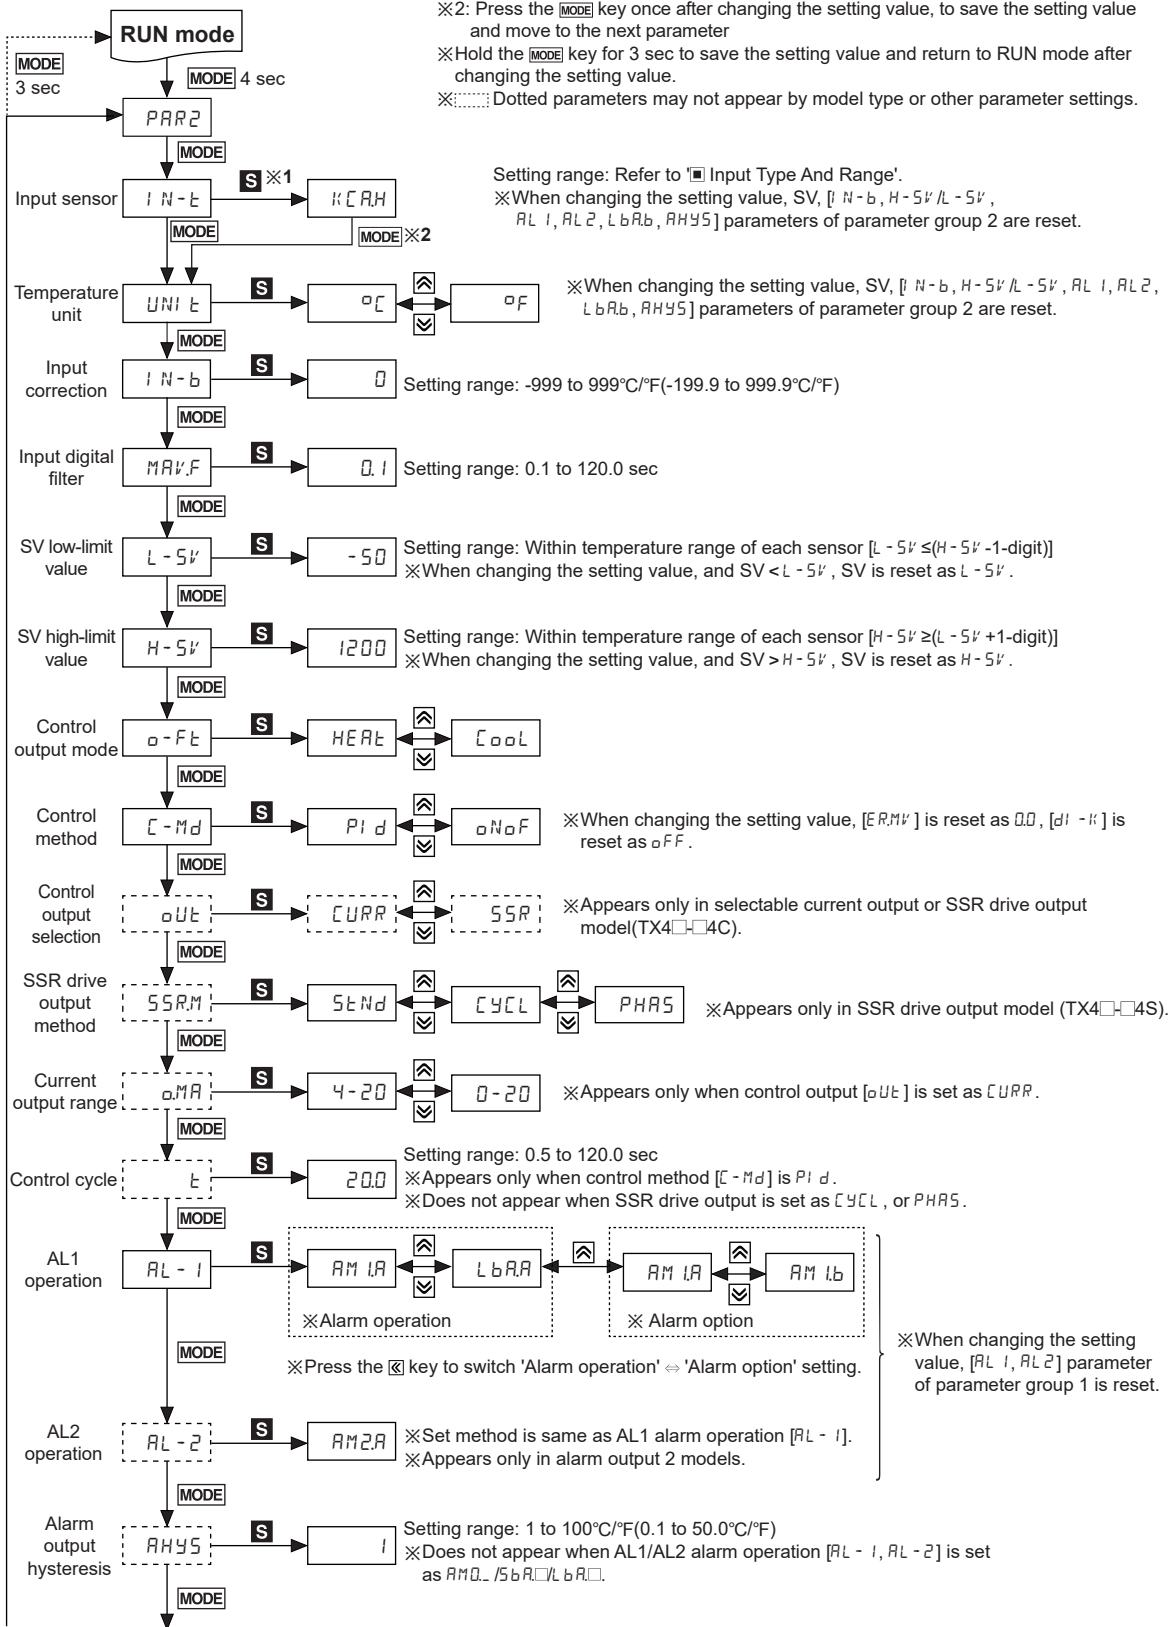 ※2: Press the MODE key once after changing the setting value, to save the setting value
and move to the next parameter
※Hold the MODE key for 3 sec to save the setting value and return to RUN mode after
changing the setting value.
※ Dotted parameters may not appear by model type or other parameter settings.
RUN mode
MODE
3 sec
MODE 4 sec
PAR2
MODE
Input sensor
IN-t
S ※1
KCA.H
MODE
MODE ※2
Setting range: Refer to '▣ Input Type And Range'.
※When changing the setting value, SV, [IN-b, H-SV/L-SV,
AL1, AL2, LbA.b, AHYS] parameters of parameter group 2 are reset.
Temperature
unit
UNIt
S
°C
°F
※When changing the setting value, SV, [IN-b, H-SV/L-SV, AL1, AL2,
LbA.b, AHYS] parameters of parameter group 2 are reset.
MODE
Input
correction
IN-b
S
0
Setting range: -999 to 999℃/℉(-199.9 to 999.9℃/℉)
MODE
Input digital
filter
MAV.F
S
0.1
Setting range: 0.1 to 120.0 sec
MODE
SV low-limit
value
L-SV
S
-50
Setting range: Within temperature range of each sensor [L-SV ≤(H-SV -1-digit)]
※When changing the setting value, and SV < L-SV, SV is reset as L-SV.
MODE
SV high-limit
value
H-SV
S
1200
Setting range: Within temperature range of each sensor [H-SV ≥(L-SV +1-digit)]
※When changing the setting value, and SV > H-SV, SV is reset as H-SV.
MODE
Control
output mode
o-Ft
S
HEAt
CooL
MODE
Control
method
C-Md
S
PId
oNoF
※When changing the setting value, [ER.MV] is reset as 0.0, [dI-K] is
reset as oFF.
MODE
Control
output
selection
oUt
S
CURR
SSR
※Appears only in selectable current output or SSR drive output
model(TX4□-□4C).
MODE
SSR drive
output
method
SSR.M
S
StNd
CYCL
PHAS
※Appears only in SSR drive output model (TX4□-□4S).
MODE
Current
output range
o.MA
S
4-20
0-20
※Appears only when control output [oUt] is set as CURR.
MODE
Control cycle
t
S
20.0
Setting range: 0.5 to 120.0 sec
※Appears only when control method [C-Md] is PId.
※Does not appear when SSR drive output is set as CYCL, or PHAS.
MODE
AL1
operation
AL-1
S
AM1.A
LbA.A
AM1.A
AM1.b
※Alarm operation
※ Alarm option
MODE
※Press the ≪ key to switch 'Alarm operation' ⇔ 'Alarm option' setting.
※When changing the setting
value, [AL1, AL2] parameter
of parameter group 1 is reset.
AL2
operation
AL-2
S
AM2.A
※Set method is same as AL1 alarm operation [AL-1].
※Appears only in alarm output 2 models.
MODE
Alarm
output
hysteresis
AHYS
S
1
Setting range: 1 to 100℃/℉(0.1 to 50.0℃/℉)
※Does not appear when AL1/AL2 alarm operation [AL-1, AL-2] is set
as AM0._ /SbA.□/LbA.□.
MODE